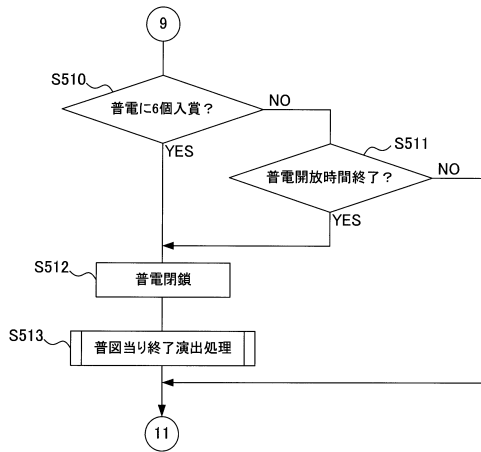 9
S510
普電に6個入賞？
NO
YES
S511
普電開放時間終了？
NO
YES
S512
普電閉鎖
S513
普図当り終了演出処理
11